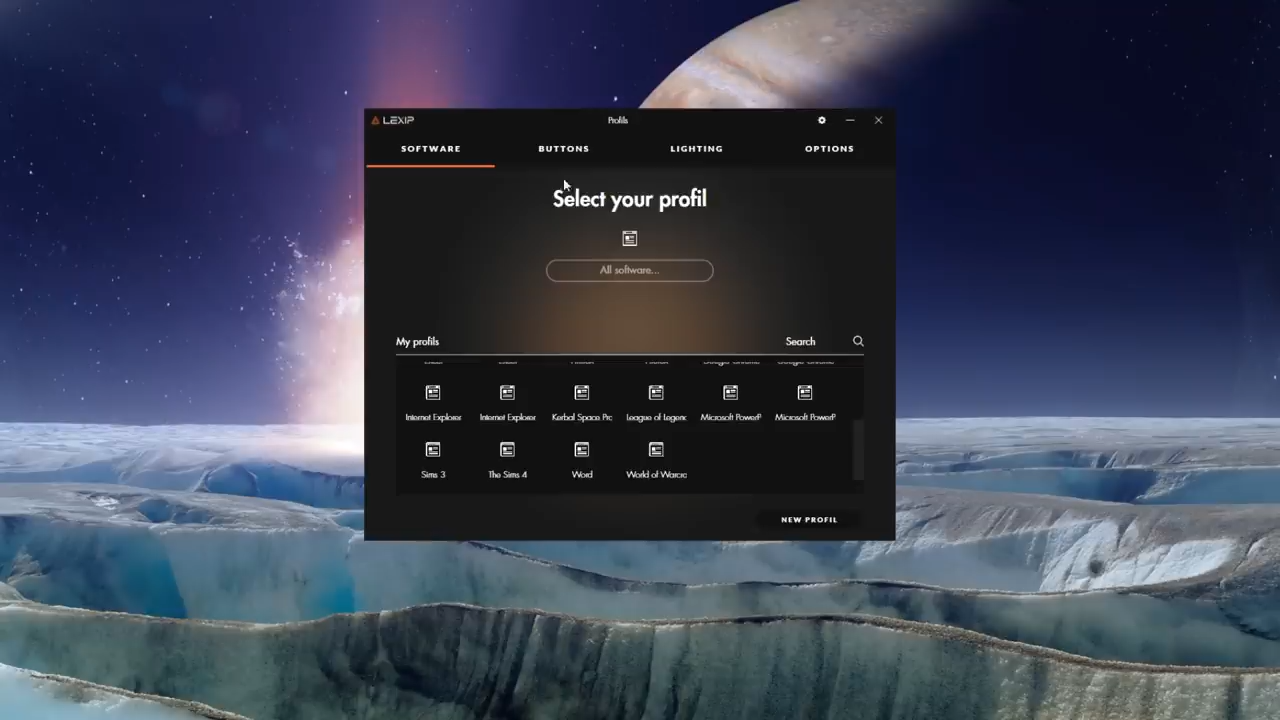 LEXIP
Profils
SOFTWARE BUTTONS LIGHTING OPTIONS
Select your profil
All software...
My profils Search
Internet Explorer Internet Explorer Kerbal Space Prc League of Legenc Microsoft PowerP Microsoft PowerP
Sims 3 The Sims 4 Word World of Warcrc
NEW PROFIL